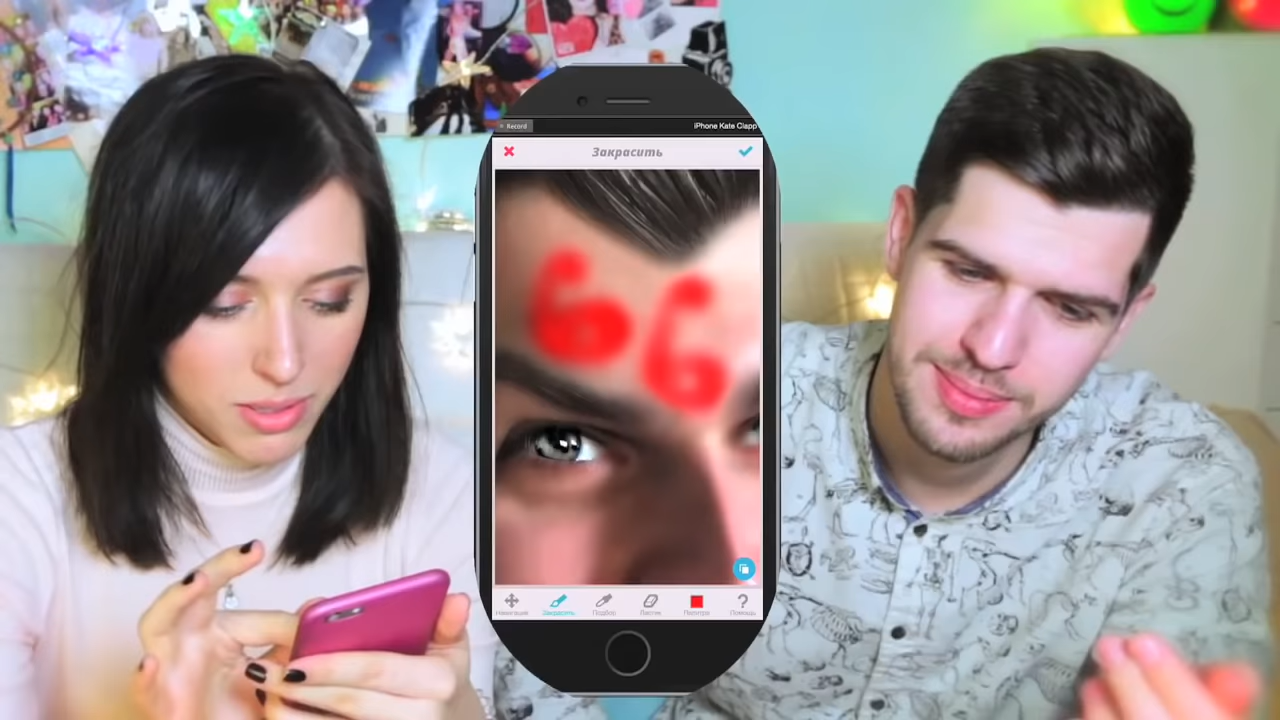 Record
iPhone Kate Clapp
Закрасить
66
Навигация
Закрасить
Подбор
Ластик
Палитра
Помощь